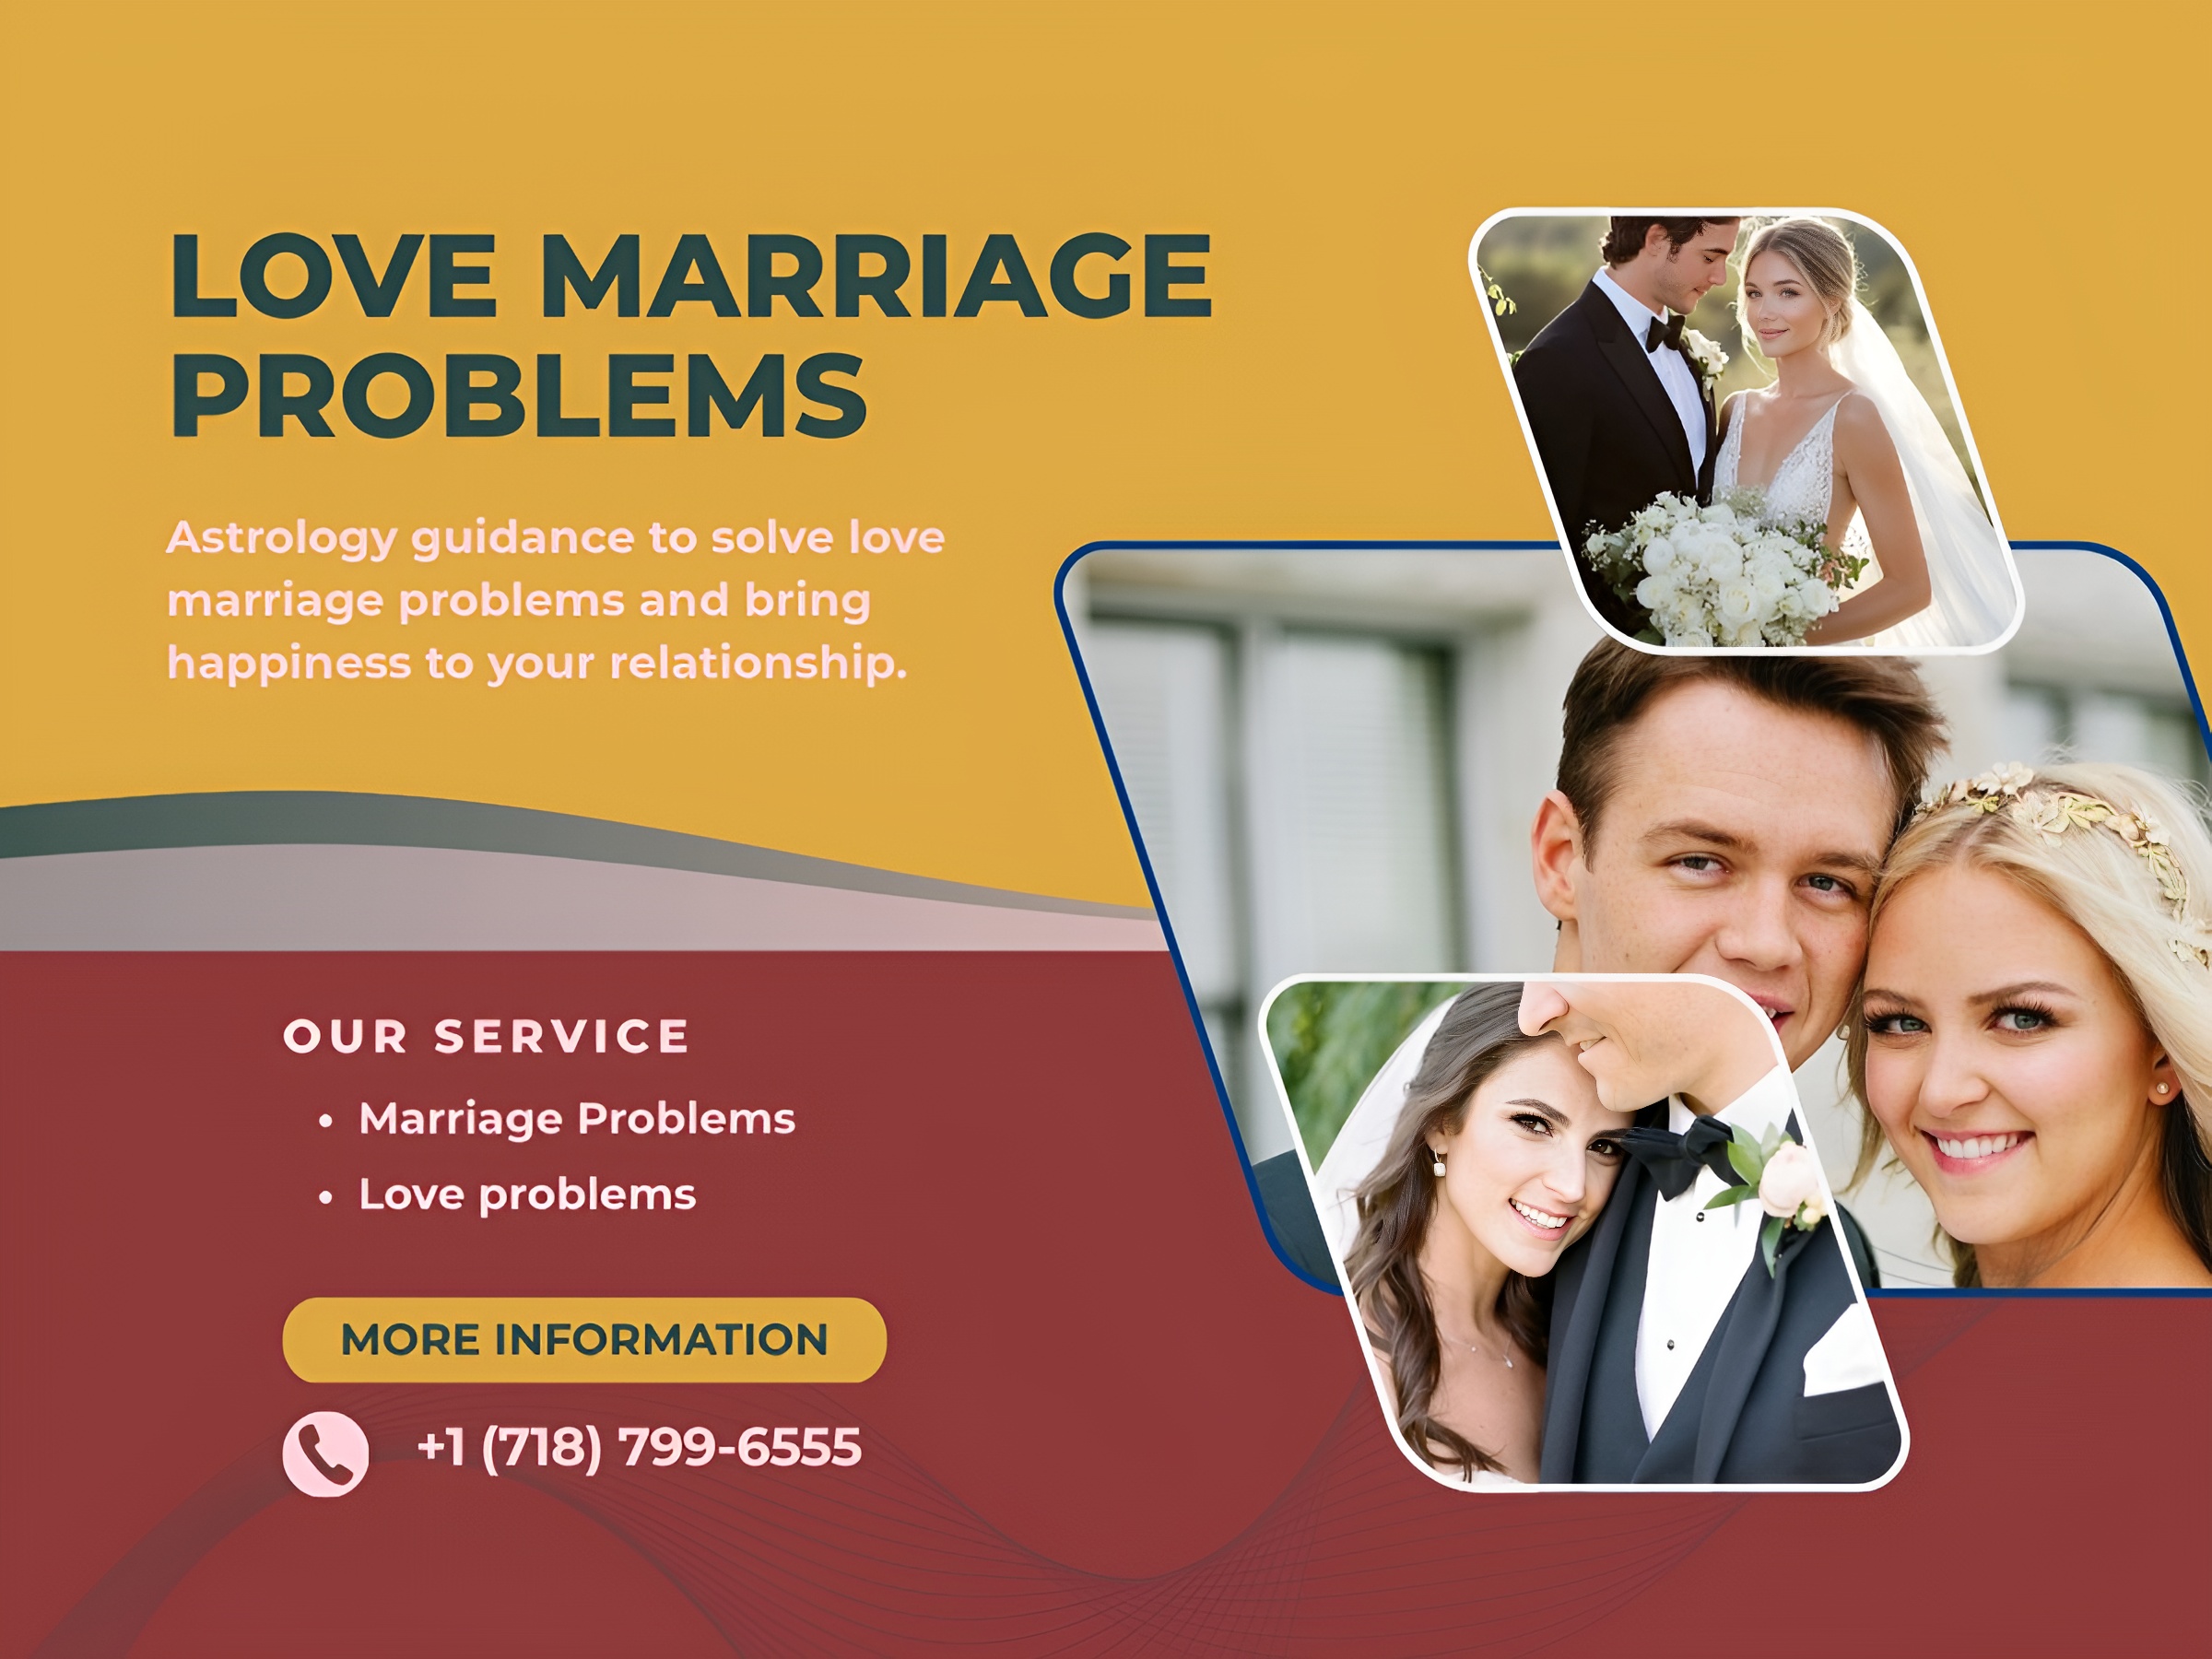 LOVE MARRIAGE
PROBLEMS
Astrology guidance to solve love
marriage problems and bring
happiness to your relationship.
OUR SERVICE
• Marriage Problems
• Love problems
MORE INFORMATION
+1 (718) 799-6555